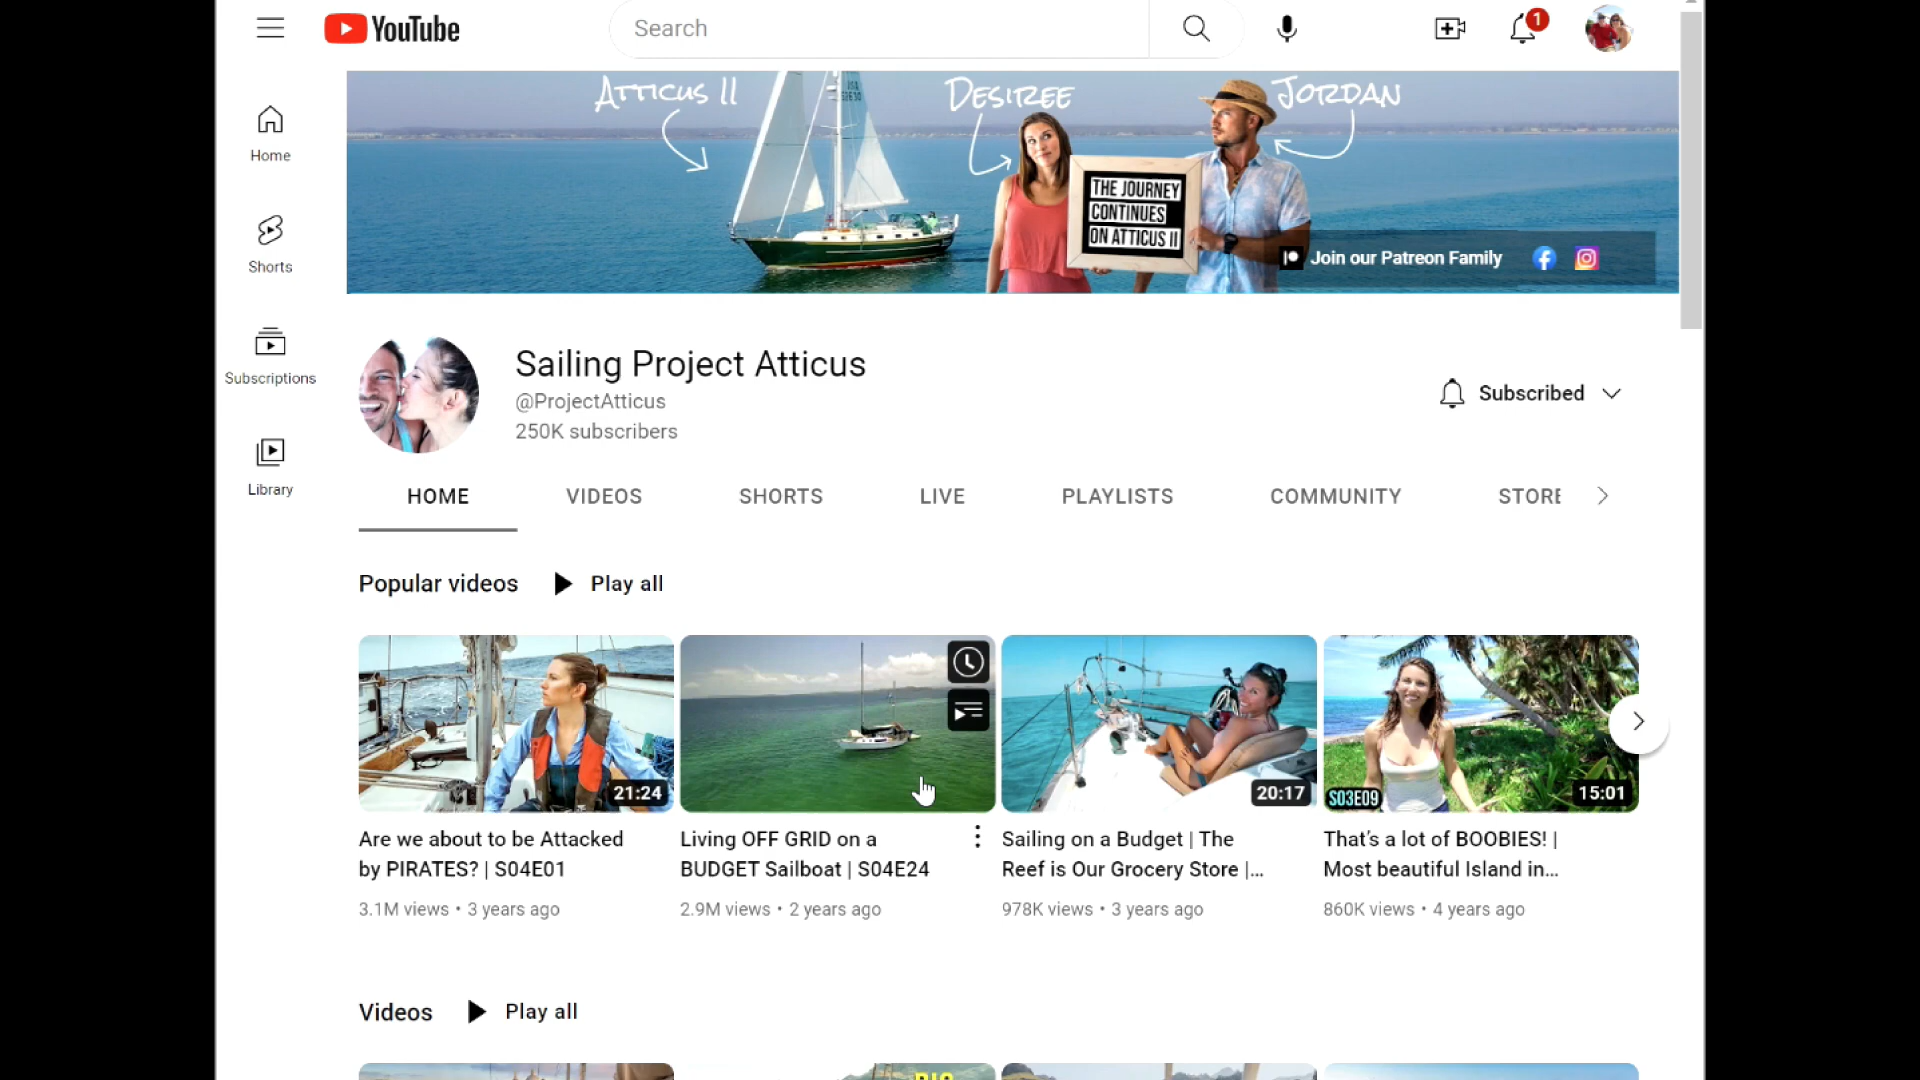 YouTube
Search
1
Home
Shorts
Subscriptions
Library
ATTICUS II
DESIREE
JORDAN
THE JOURNEY
CONTINUES
ON ATTICUS II
Join our Patreon Family
Sailing Project Atticus
@ProjectAtticus
250K subscribers
Subscribed
HOME
VIDEOS
SHORTS
LIVE
PLAYLISTS
COMMUNITY
STORE
Popular videos
Play all
21:24
20:17
S03E09
15:01
Are we about to be Attacked
by PIRATES? | S04E01
3.1M views • 3 years ago
Living OFF GRID on a
BUDGET Sailboat | S04E24
2.9M views • 2 years ago
Sailing on a Budget | The
Reef is Our Grocery Store |...
978K views • 3 years ago
That's a lot of BOOBIES! |
Most beautiful Island in...
860K views • 4 years ago
Videos
Play all